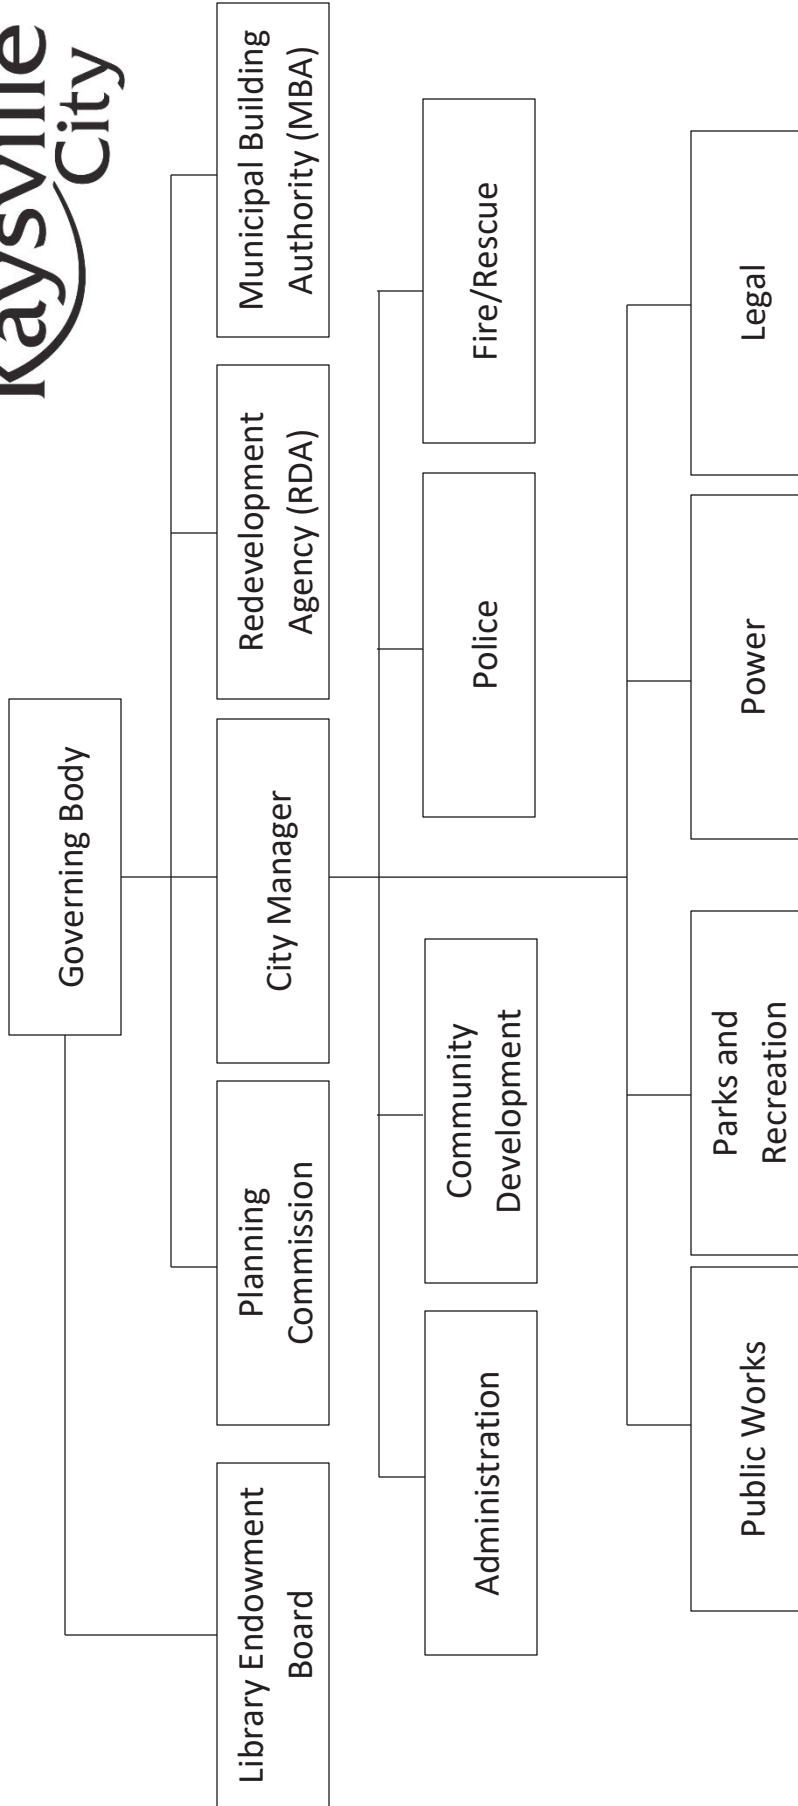 Kaysville
City
Governing Body
Library Endowment
Board
Planning
Commission
City Manager
Redevelopment
Agency (RDA)
Municipal Building
Authority (MBA)
Administration
Community
Development
Police
Fire/Rescue
Public Works
Parks and
Recreation
Power
Legal